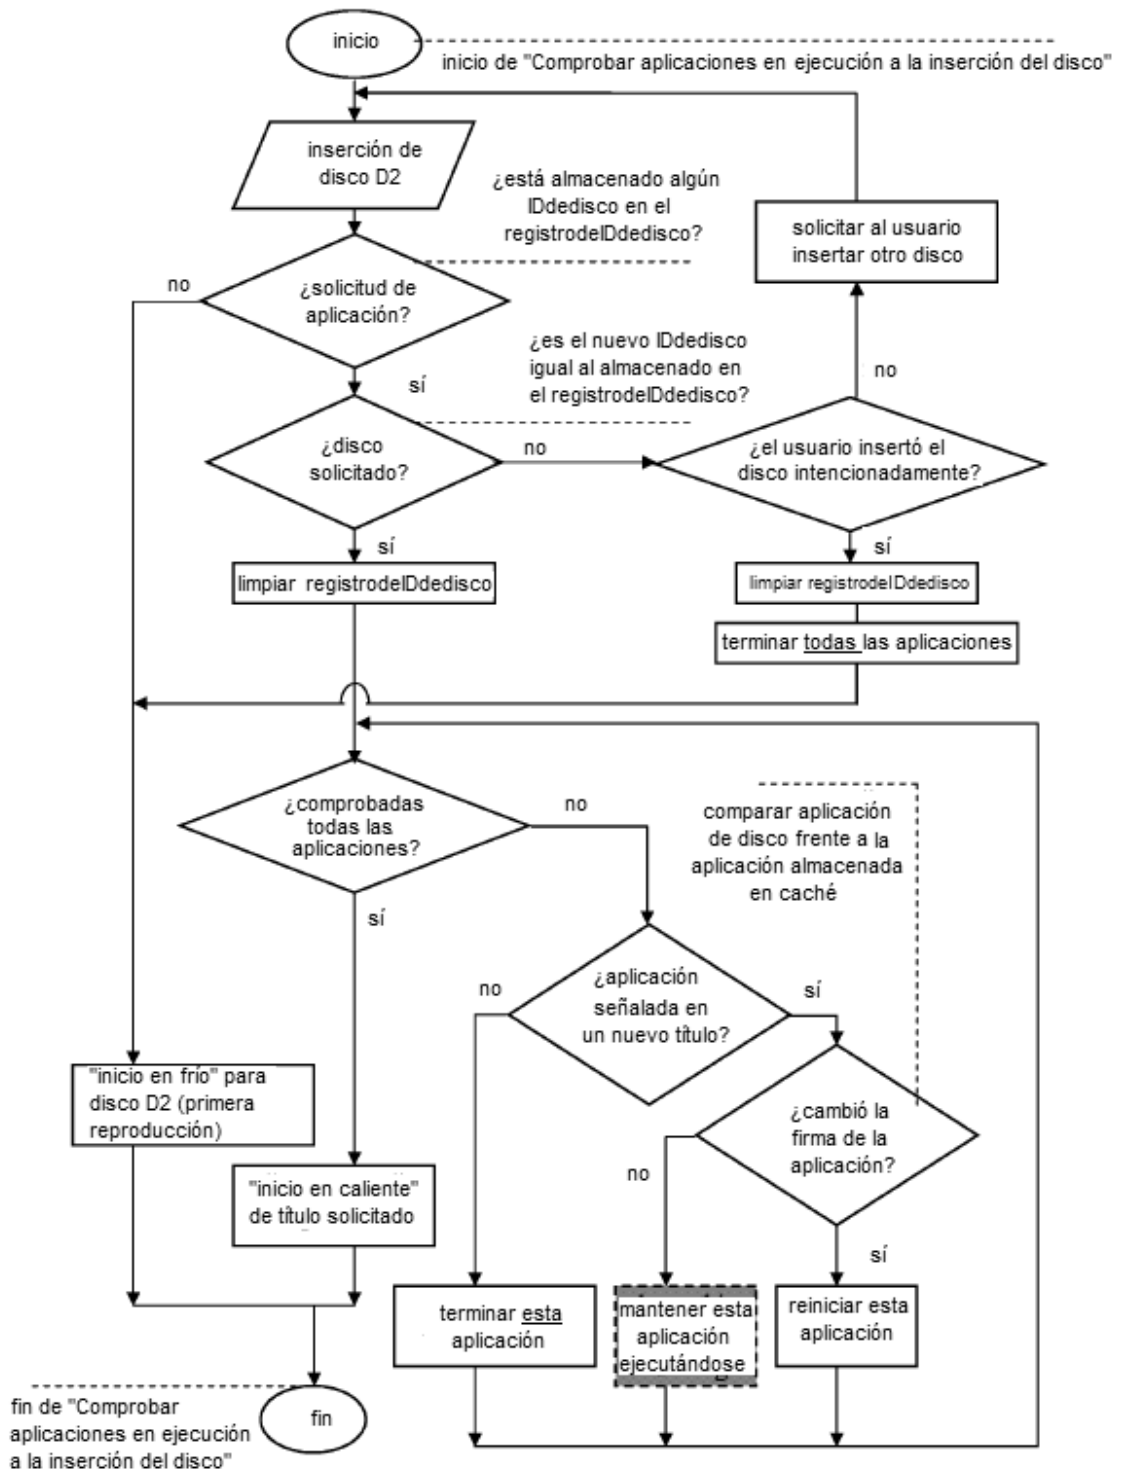 inicio
inicio de "Comprobar aplicaciones en ejecución a la inserción del disco"
inserción de
disco D2
¿está almacenado algún
IDdedisco en el
registrodeIDdedisco?
solicitar al usuario
insertar otro disco
no
¿solicitud de
aplicación?
¿es el nuevo IDdedisco
igual al almacenado en
el registrodeIDdedisco?
no
sí
¿disco
solicitado?
no
¿el usuario insertó el
disco intencionadamente?
sí
sí
limpiar registrodeIDdedisco
limpiar registrodeIDdedisco
terminar todas las aplicaciones
¿comprobadas
todas las
aplicaciones?
no
comparar aplicación
de disco frente a la
aplicación almacenada
en caché
sí
¿aplicación
señalada en
un nuevo título?
no
sí
"inicio en frío" para
disco D2 (primera
reproducción)
¿cambió la
firma de la
aplicación?
no
"inicio en caliente"
de título solicitado
sí
terminar esta
aplicación
mantener esta
aplicación
ejecutándose
reiniciar esta
aplicación
fin
fin de "Comprobar
aplicaciones en ejecución
a la inserción del disco"